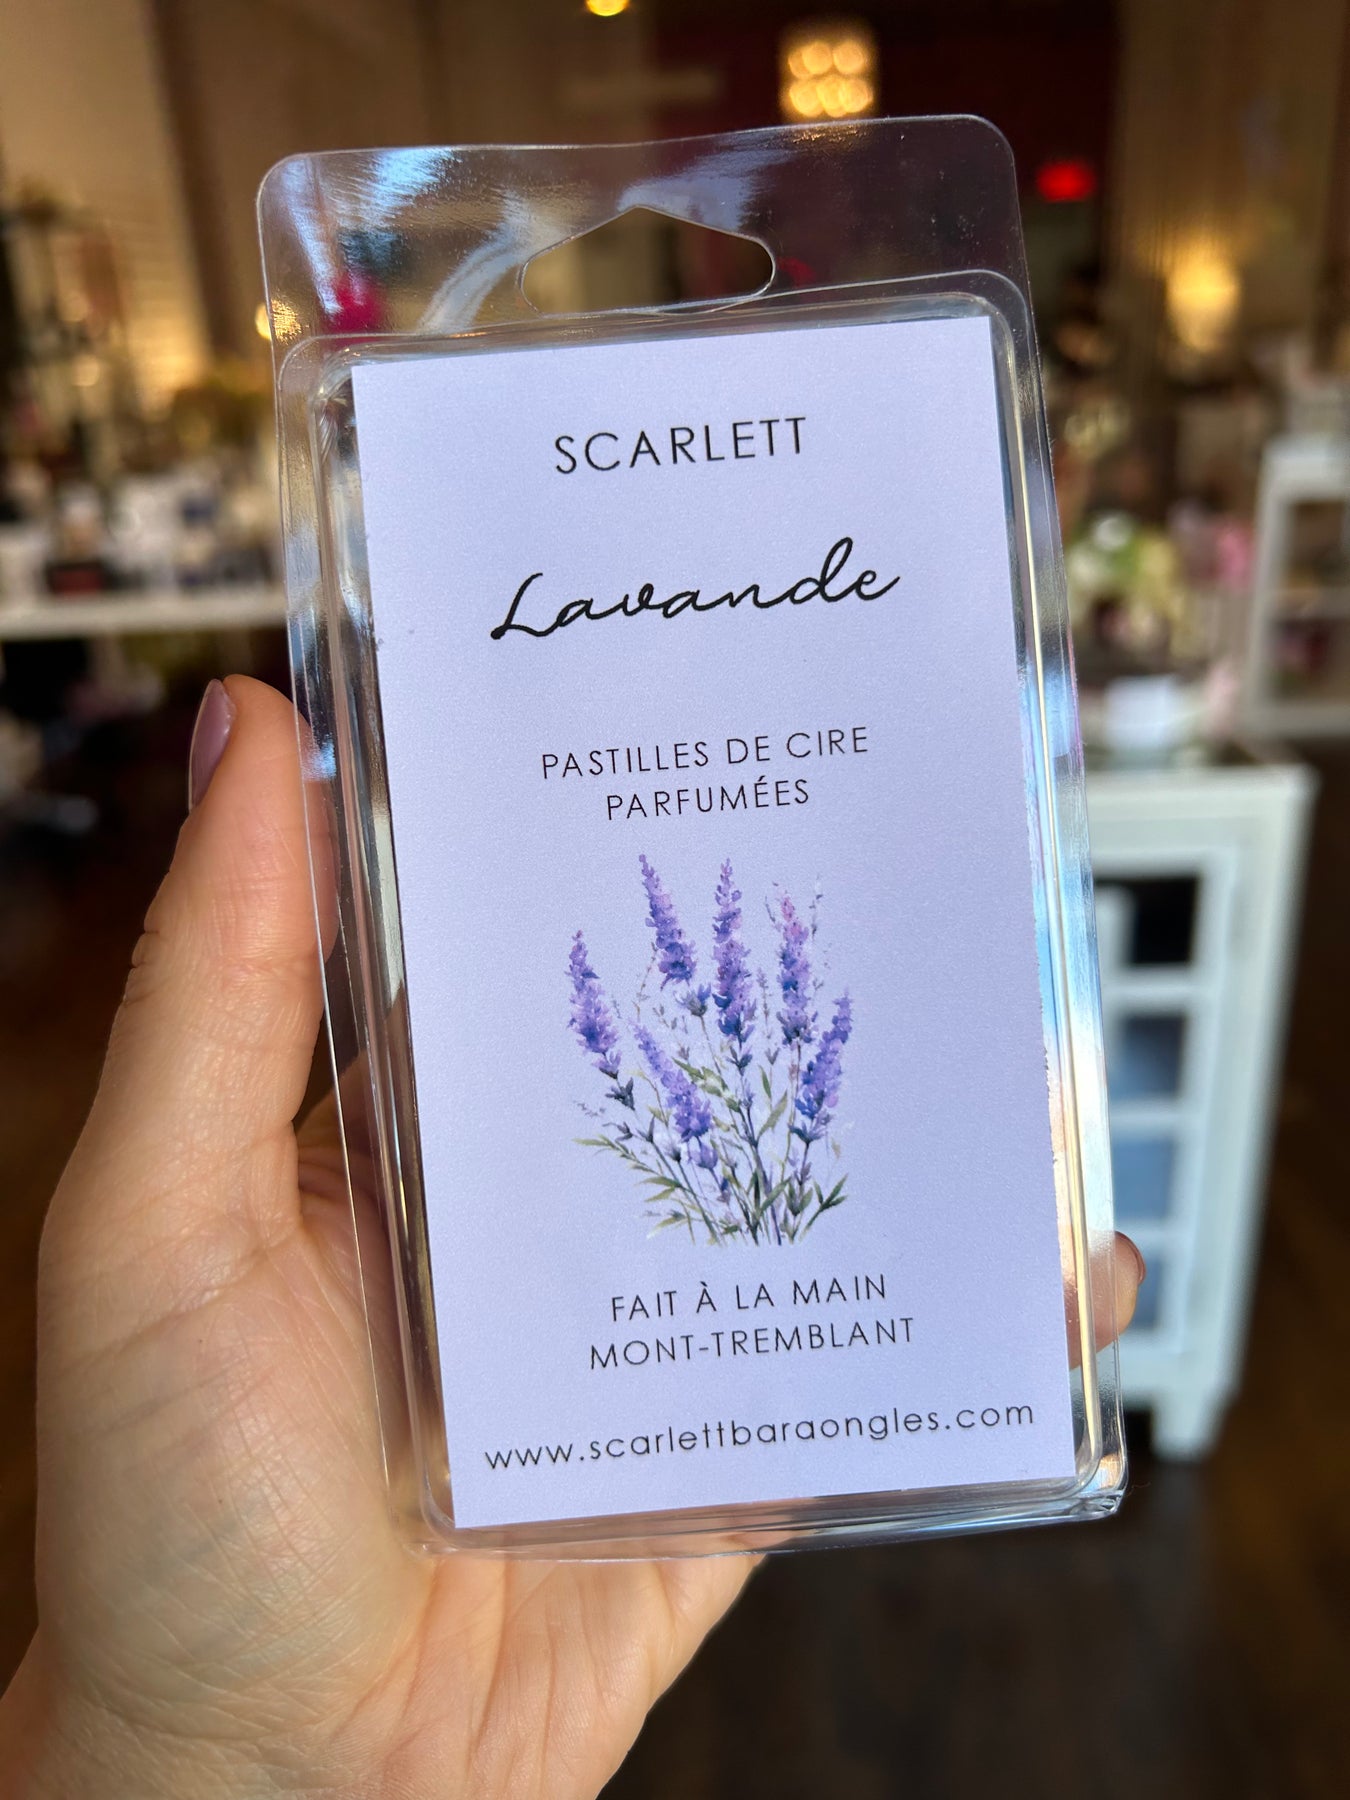 SCARLETT
Lavande
PASTILLES DE CIRE
PARFUMÉES
FAIT À LA MAIN
MONT-TREMBLANT
www.scarlettbaraongles.com